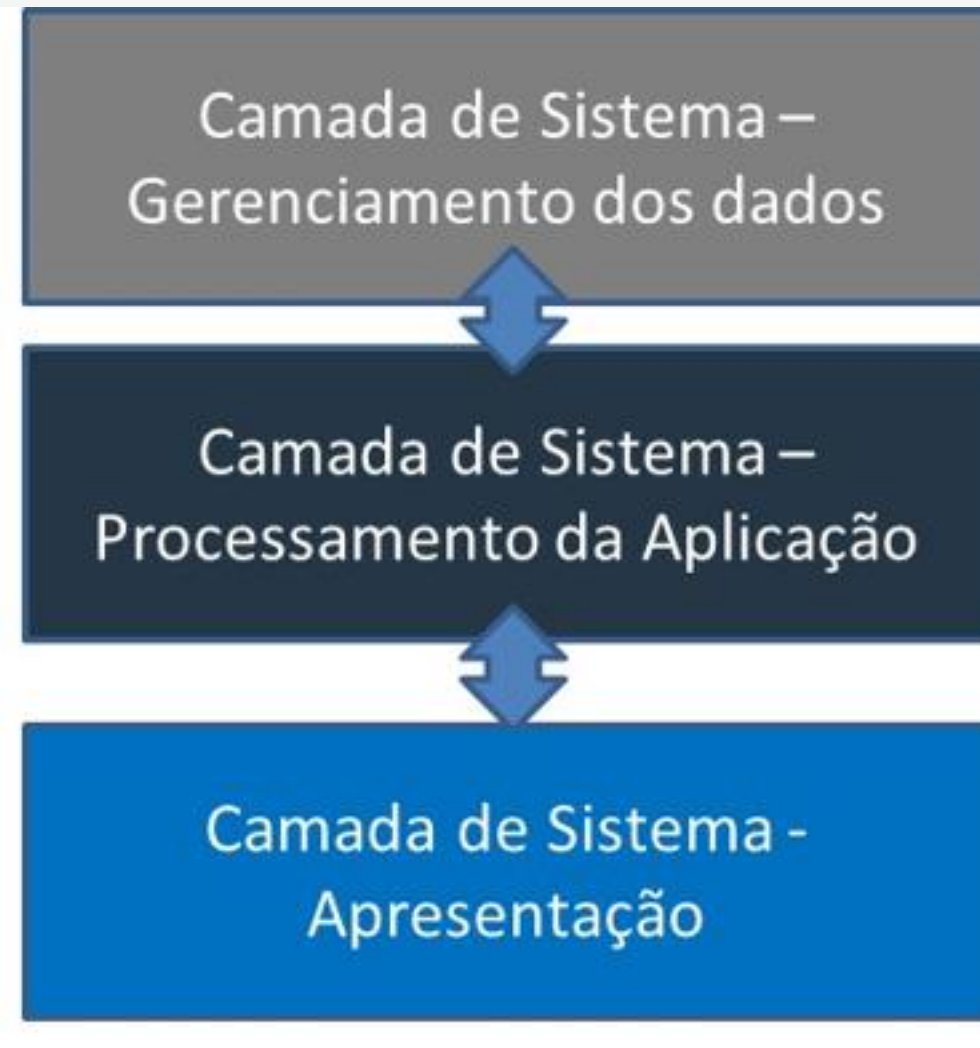 Camada de Sistema –
Gerenciamento dos dados
Camada de Sistema –
Processamento da Aplicação
Camada de Sistema -
Apresentação